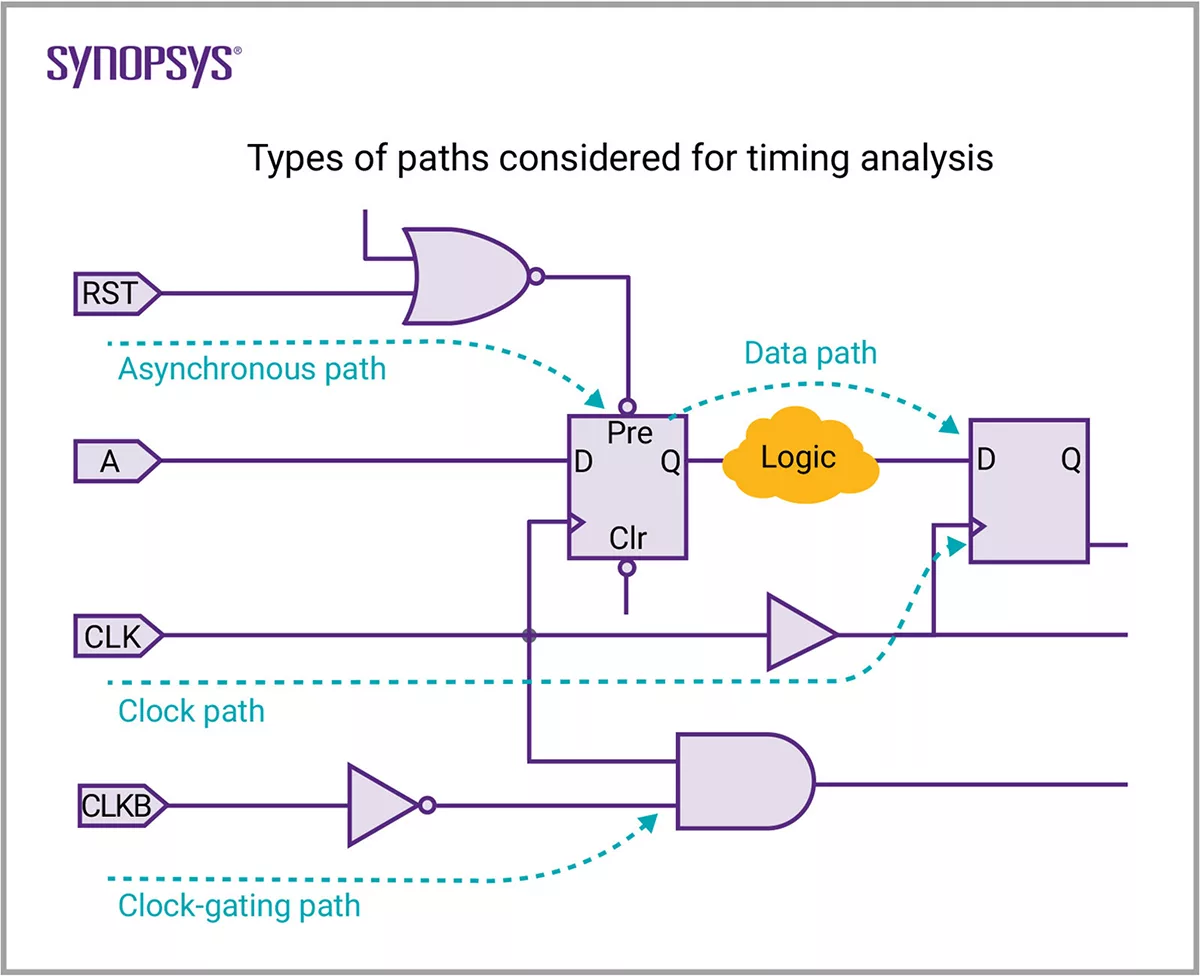 SYNOPSYS®
Types of paths considered for timing analysis
RST
Asynchronous path
Data path
A
D
Pre
Q
Clr
Logic
D
Q
CLK
Clock path
CLKB
Clock-gating path